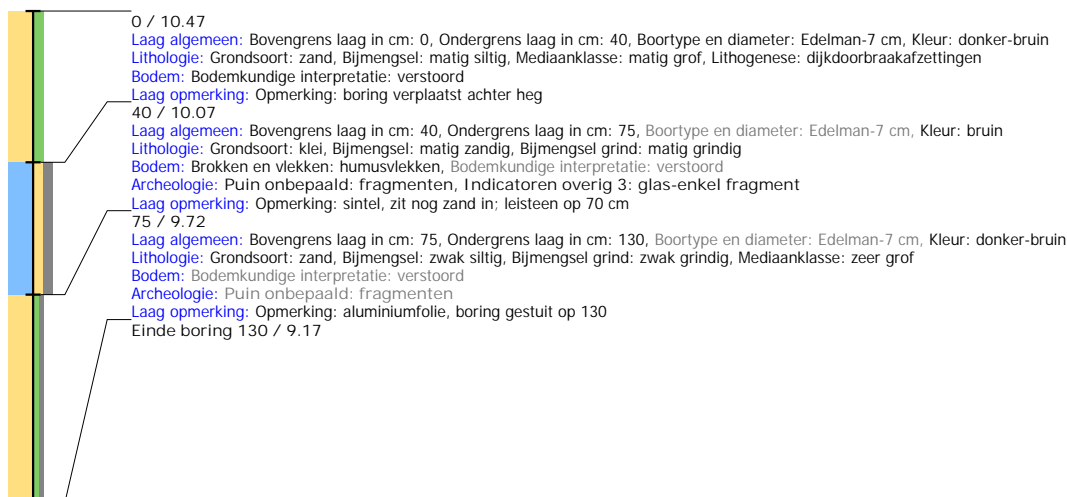 0 / 10.47
Laag algemeen: Bovengrens laag in cm: 0, Ondergrens laag in cm: 40, Boortype en diameter: Edelman-7 cm, Kleur: donker-bruin
Lithologie: Grondsoort: zand, Bijmengsel: matig siltig, Mediaanklasse: matig grof, Lithogenese: dijkdoorbraakafzettingen
Bodem: Bodemkundige interpretatie: verstoord
Laag opmerking: Opmerking: boring verplaatst achter heg
40 / 10.07
Laag algemeen: Bovengrens laag in cm: 40, Ondergrens laag in cm: 75, Boortype en diameter: Edelman-7 cm, Kleur: bruin
Lithologie: Grondsoort: klei, Bijmengsel: matig zandig, Bijmengsel grind: matig grindig
Bodem: Brokken en vlekken: humusvlekken, Bodemkundige interpretatie: verstoord
Archeologie: Puin onbepaald: fragmenten, Indicatoren overig 3: glas-enkel fragment
Laag opmerking: Opmerking: sintel, zit nog zand in; leisteen op 70 cm
75 / 9.72
Laag algemeen: Bovengrens laag in cm: 75, Ondergrens laag in cm: 130, Boortype en diameter: Edelman-7 cm, Kleur: donker-bruin
Lithologie: Grondsoort: zand, Bijmengsel: zwak siltig, Bijmengsel grind: zwak grindig, Mediaanklasse: zeer grof
Bodem: Bodemkundige interpretatie: verstoord
Archeologie: Puin onbepaald: fragmenten
Laag opmerking: Opmerking: aluminiumfolie, boring gestuit op 130
Einde boring 130 / 9.17